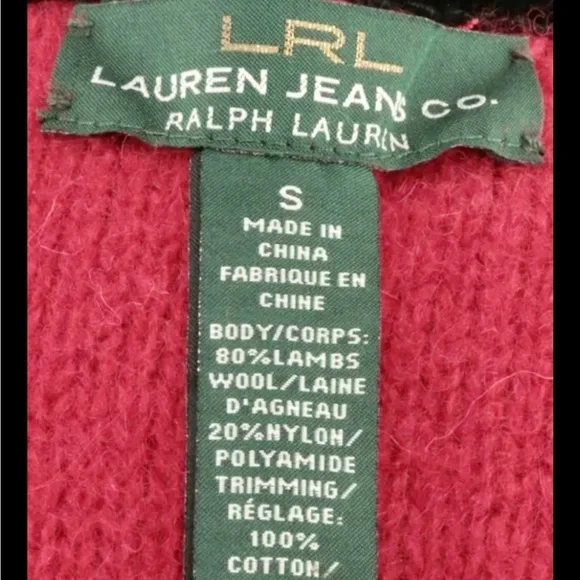 LRL
LAUREN JEANS CO.
RALPH LAUREN
S
MADE IN
CHINA
FABRIQUE EN
CHINE
BODY/CORPS:
80%LAMBS
WOOL/LAINE
D'AGNEAU
20%NYLON/
POLYAMIDE
TRIMMING/
RÉGLAGE:
100%
COTTON/